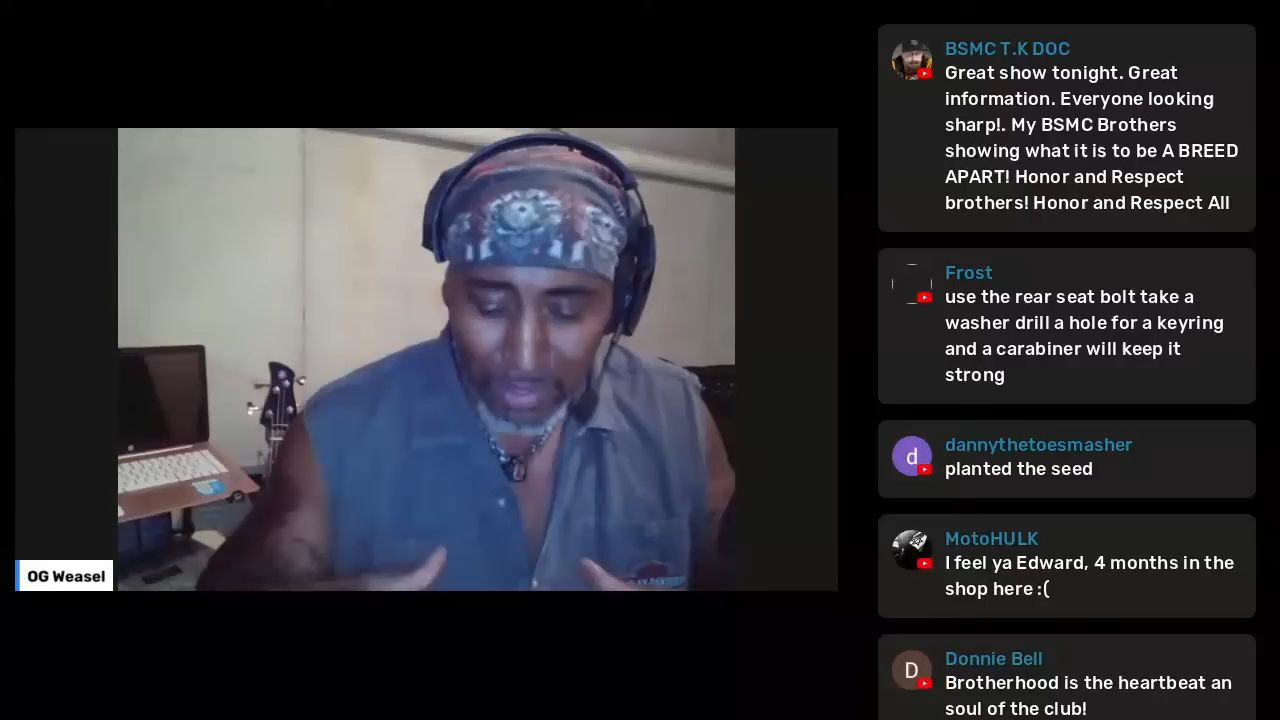 BSMC T.K DOC
Great show tonight. Great
information. Everyone looking
sharp!. My BSMC Brothers
showing what it is to be A BREED
APART! Honor and Respect
brothers! Honor and Respect All
Frost
use the rear seat bolt take a
washer drill a hole for a keyring
and a carabiner will keep it
strong
d
dannythetoesmasher
planted the seed
MotoHULK
I feel ya Edward, 4 months in the
shop here :(
D
Donnie Bell
Brotherhood is the heartbeat an
soul of the club!
OG Weasel